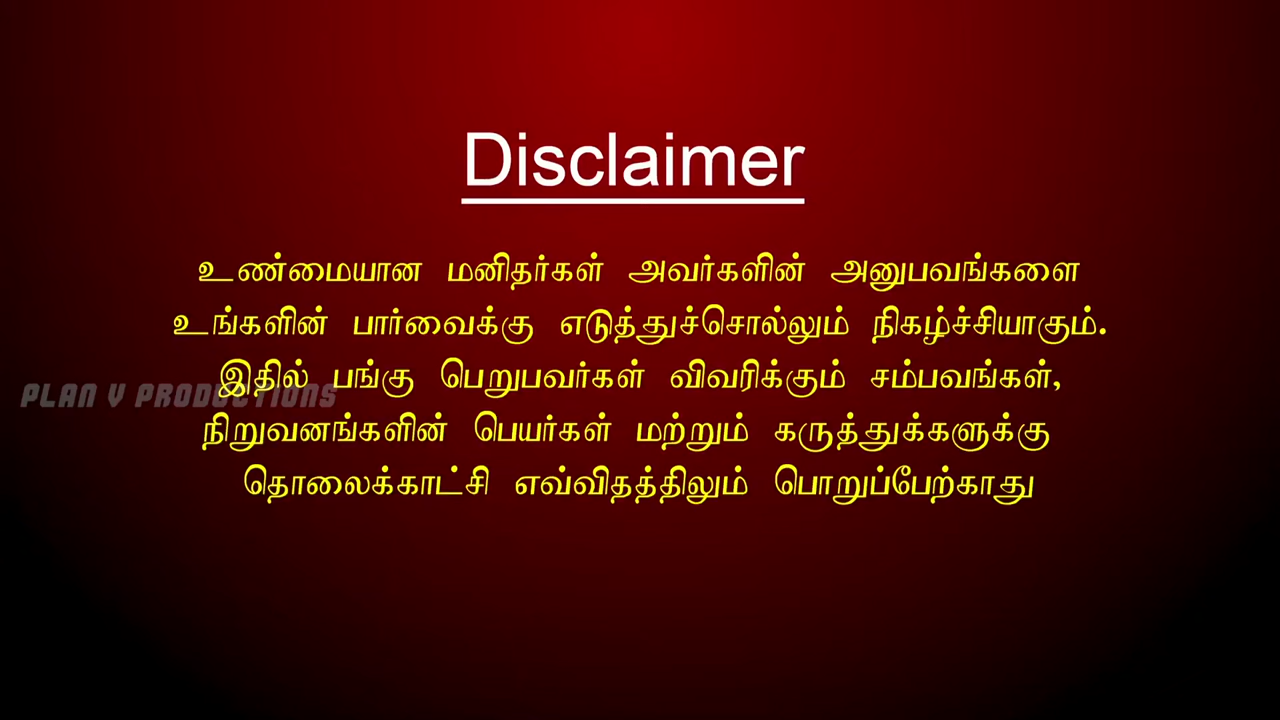 Disclaimer
உண்மையான மனிதர்கள் அவர்களின் அனுபவங்களை
உங்களின் பார்வைக்கு எடுத்துச்சொல்லும் நிகழ்ச்சியாகும்.
இதில் பங்கு பெறுபவர்கள் விவரிக்கும் சம்பவங்கள்,
PLAN V PRODUCTIONS
நிறுவனங்களின் பெயர்கள் மற்றும் கருத்துக்களுக்கு
தொலைக்காட்சி எவ்விதத்திலும் பொறுப்பேற்காது